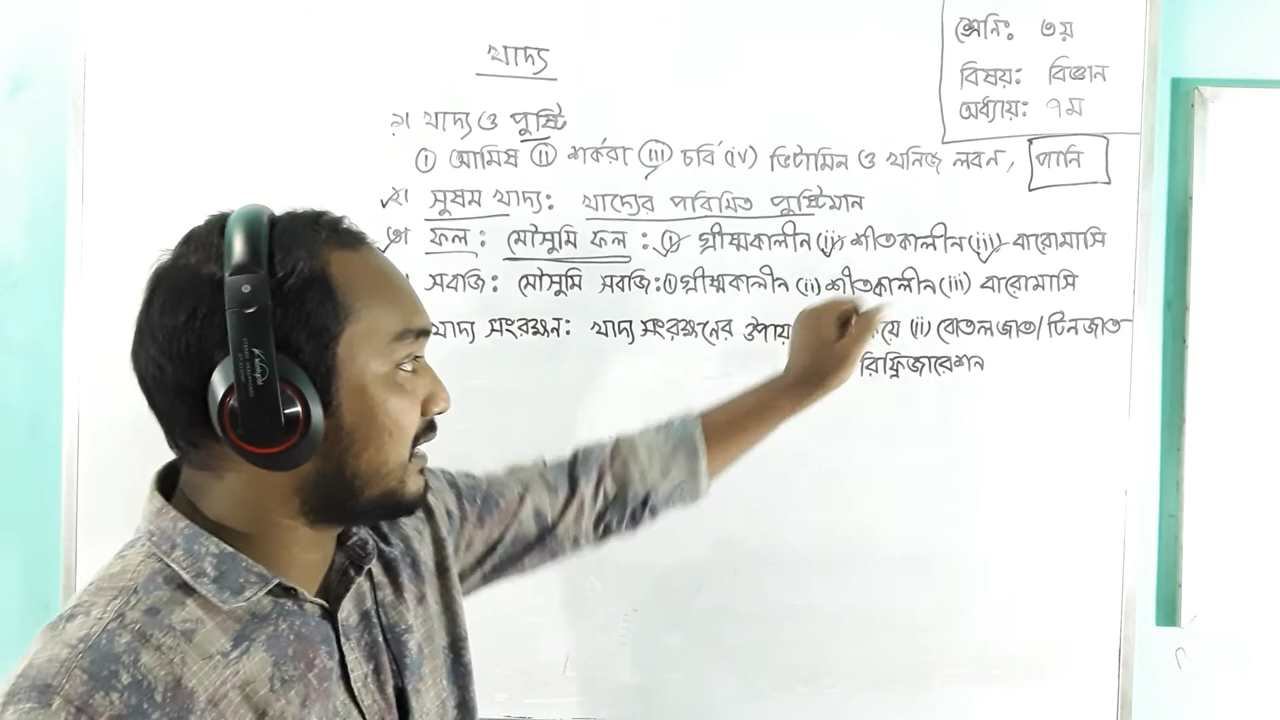 খাদ্য
শ্রেনিঃ ৩য়
বিষয়ঃ বিজ্ঞান
অধ্যায়ঃ ৭ম
১। খাদ্য ও পুষ্টি
(i) আমিষ (ii) শর্করা (iii) চর্বি (iv) ভিটামিন ও খনিজ লবন, পানি
২। সুষম খাদ্য: খাদ্যের পরিমিত পুষ্টিমান
৩। ফল: মৌসুমি ফল: (i) গ্রীষ্মকালীন (ii) শীতকালীন (iii) বারোমাসি
সবজি: মৌসুমি সবজি: (i) গ্রীষ্মকালীন (ii) শীতকালীন (iii) বারোমাসি
খাদ্য সংরক্ষন: খাদ্য সংরক্ষনের উপায় (ii) বোতলজাত/টিনজাত
রিফ্রিজারেশন